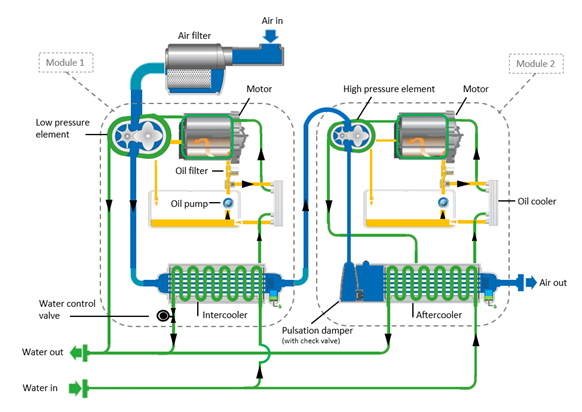 Air in
Air filter
Module 1
Module 2
Motor
High pressure element
Motor
Low pressure
element
Oil filter
Oil pump
Oil cooler
Air out
Water control
valve
Intercooler
Pulsation damper
(with check valve)
Aftercooler
Water out
Water in